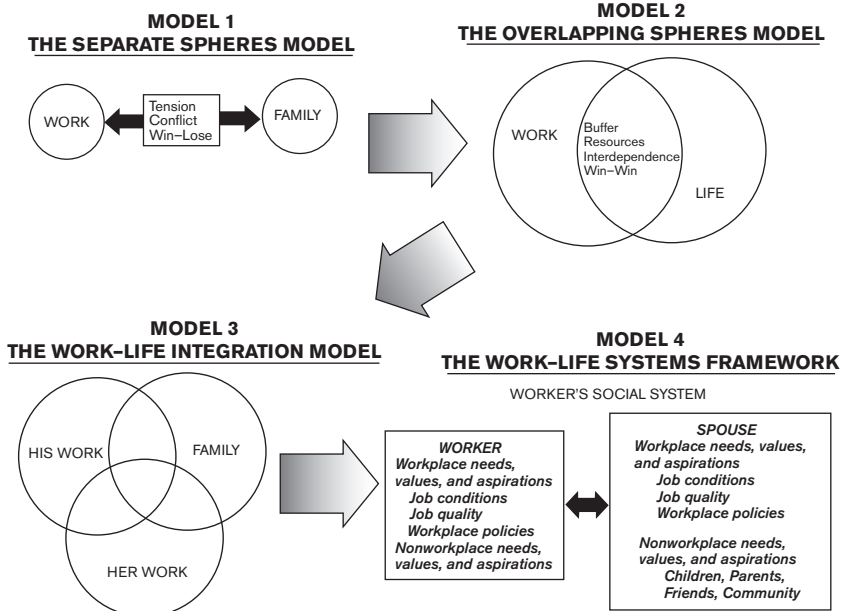 MODEL 1
THE SEPARATE SPHERES MODEL
WORK
Tension
Conflict
Win–Lose
FAMILY
MODEL 2
THE OVERLAPPING SPHERES MODEL
WORK
Buffer
Resources
Interdependence
Win–Win
LIFE
MODEL 3
THE WORK–LIFE INTEGRATION MODEL
HIS WORK
FAMILY
HER WORK
MODEL 4
THE WORK–LIFE SYSTEMS FRAMEWORK
WORKER'S SOCIAL SYSTEM
WORKER
Workplace needs,
values, and aspirations
Job conditions
Job quality
Workplace policies
Nonworkplace needs,
values, and aspirations
SPOUSE
Workplace needs, values,
and aspirations
Job conditions
Job quality
Workplace policies
Nonworkplace needs,
values, and aspirations
Children, Parents,
Friends, Community